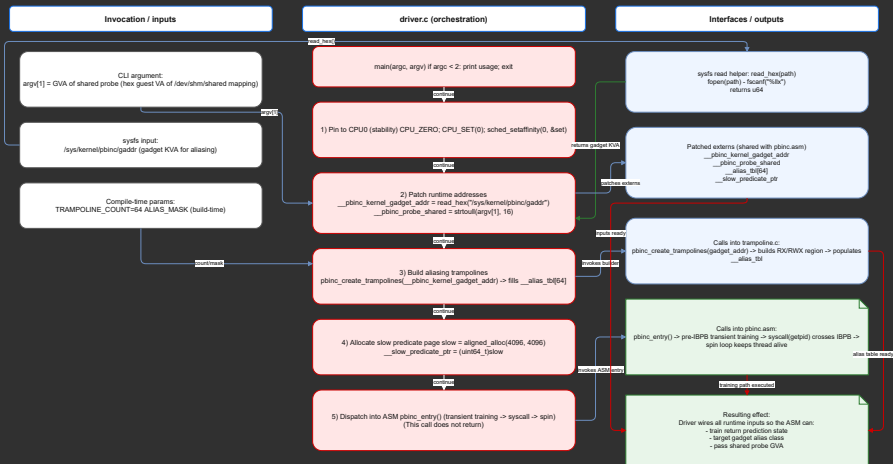 Invocation / inputs
driver.c (orchestration)
Interfaces / outputs
read_hex()
CLI argument:
argv[1] = GVA of shared probe (hex guest VA of /dev/shm/shared mapping)
argv[1]
sysfs input:
/sys/kernel/pbinc/gaddr (gadget KVA for aliasing)
Compile-time params:
TRAMPOLINE_COUNT=64 ALIAS_MASK (build-time)
count/mask
main(argc, argv) if argc < 2: print usage; exit
continue
1) Pin to CPU0 (stability) CPU_ZERO; CPU_SET(0); sched_setaffinity(0, &set)
continue
2) Patch runtime addresses
__pbinc_kernel_gadget_addr = read_hex("/sys/kernel/pbinc/gaddr")
__pbinc_probe_shared = strtoull(argv[1], 16)
continue
3) Build aliasing trampolines
pbinc_create_trampolines(__pbinc_kernel_gadget_addr) -> fills __alias_tbl[64]
continue
4) Allocate slow predicate page slow = aligned_alloc(4096, 4096)
__slow_predicate_ptr = (uint64_t)slow
continue
5) Dispatch into ASM pbinc_entry() (transient training -> syscall -> spin)
(This call does not return)
sysfs read helper: read_hex(path)
fopen(path) - fscanf("%llx")
returns u64
returns gadget KVA
Patched externs (shared with pbinc.asm)
__pbinc_kernel_gadget_addr
__pbinc_probe_shared
__alias_tbl[64]
__slow_predicate_ptr
patches externs
inputs ready
Calls into trampoline.c:
pbinc_create_trampolines(gadget_addr) -> builds RX/RWX region -> populates
__alias_tbl
invokes builder
Calls into pbinc.asm:
pbinc_entry() -> pre-IBPB transient training -> syscall(getpid) crosses IBPB ->
spin loop keeps thread alive
alias table ready
invokes ASM entry
training path executed
Resulting effect:
Driver wires all runtime inputs so the ASM can:
- train return prediction state
- target gadget alias class
- pass shared probe GVA